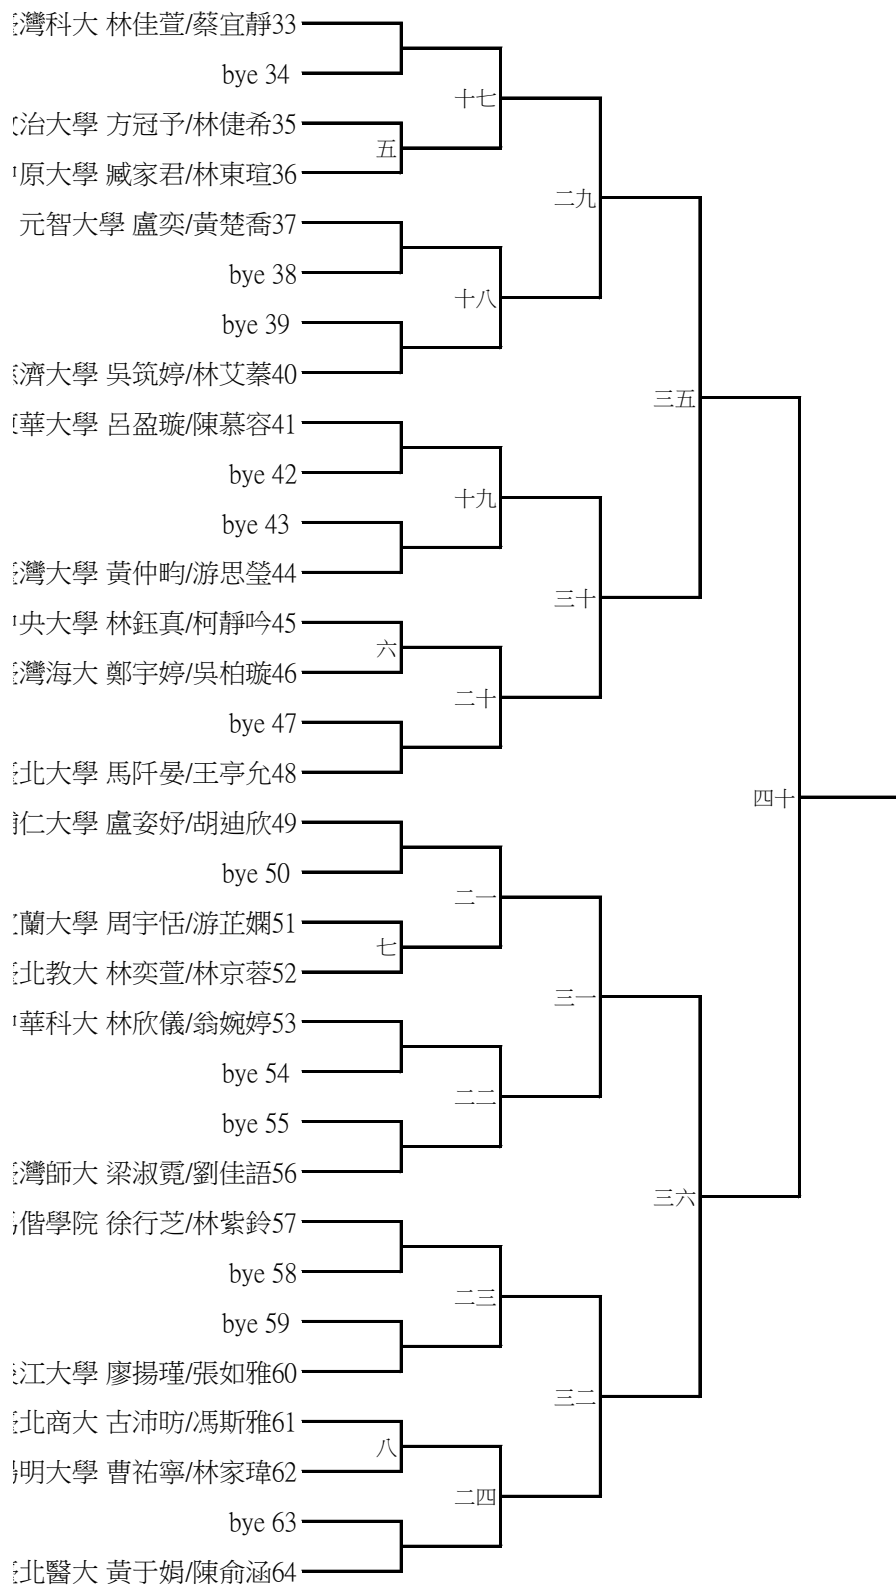 灣科大 林佳萱/蔡宜靜33
bye 34
十七
治大學 方冠予/林倢希35
五
原大學 臧家君/林東瑄36
二九
元智大學 盧奕/黃楚喬37
bye 38
十八
bye 39
濟大學 吳筑婷/林艾蓁40
三五
華大學 呂盈璇/陳慕容41
bye 42
十九
bye 43
灣大學 黃仲畇/游思瑩44
三十
央大學 林鈺真/柯靜吟45
六
灣海大 鄭宇婷/吳柏璇46
二十
bye 47
北大學 馬阡晏/王亭允48
四十
仁大學 盧姿妤/胡迪欣49
bye 50
二一
蘭大學 周宇恬/游芷嫻51
七
北教大 林奕萱/林京蓉52
三一
華科大 林欣儀/翁婉婷53
bye 54
二二
bye 55
灣師大 梁淑霓/劉佳語56
三六
偕學院 徐行芝/林紫鈴57
bye 58
二三
bye 59
江大學 廖揚瑾/張如雅60
三二
北商大 古沛昉/馮斯雅61
八
明大學 曹祐寧/林家瑋62
二四
bye 63
北醫大 黃于娟/陳俞涵64